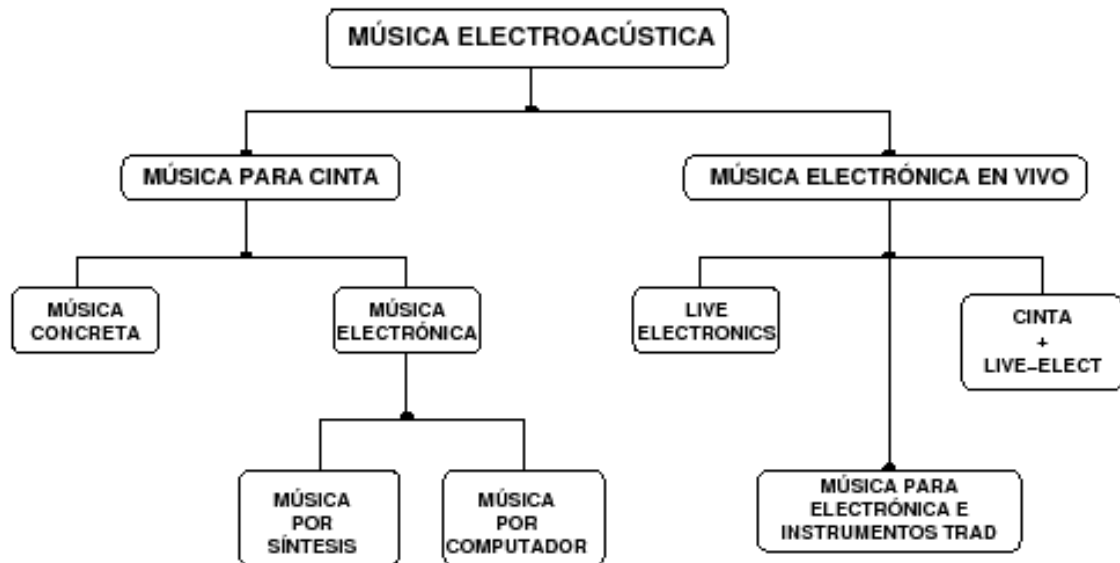 MÚSICA ELECTROACÚSTICA
MÚSICA PARA CINTA
MÚSICA ELECTRÓNICA EN VIVO
MÚSICA
CONCRETA
MÚSICA
ELECTRÓNICA
LIVE
ELECTRONICS
CINTA
+
LIVE-ELECT
MÚSICA
POR
SÍNTESIS
MÚSICA
POR
COMPUTADOR
MÚSICA PARA
ELECTRÓNICA E
INSTRUMENTOS TRAD